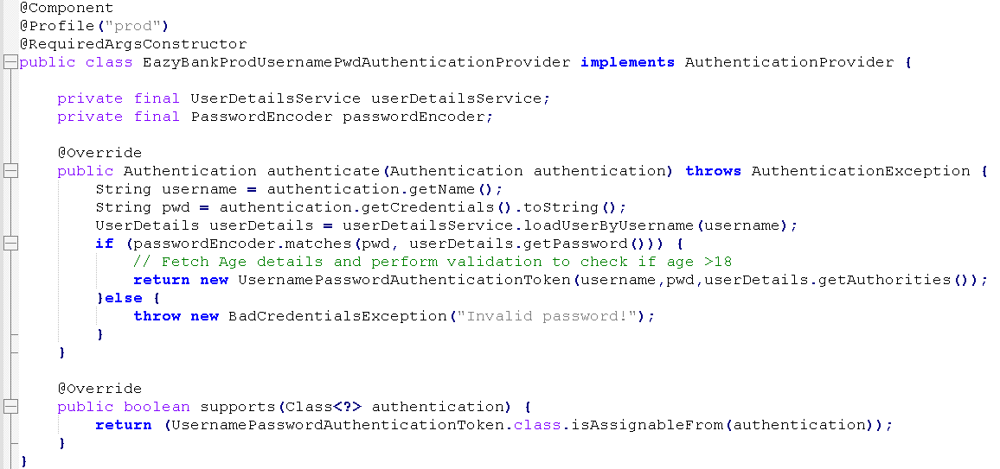 @Component
@Profile("prod")
@RequiredArgsConstructor
public class EazyBankProdUsernamePwdAuthenticationProvider implements AuthenticationProvider {

    private final UserDetailsService userDetailsService;
    private final PasswordEncoder passwordEncoder;

    @Override
    public Authentication authenticate(Authentication authentication) throws AuthenticationException {
        String username = authentication.getName();
        String pwd = authentication.getCredentials().toString();
        UserDetails userDetails = userDetailsService.loadUserByUsername(username);
        if (passwordEncoder.matches(pwd, userDetails.getPassword())) {
            // Fetch Age details and perform validation to check if age >18
            return new UsernamePasswordAuthenticationToken(username,pwd,userDetails.getAuthorities());
        }else {
            throw new BadCredentialsException("Invalid password!");
        }
    }

    @Override
    public boolean supports(Class<?> authentication) {
        return (UsernamePasswordAuthenticationToken.class.isAssignableFrom(authentication));
    }
}